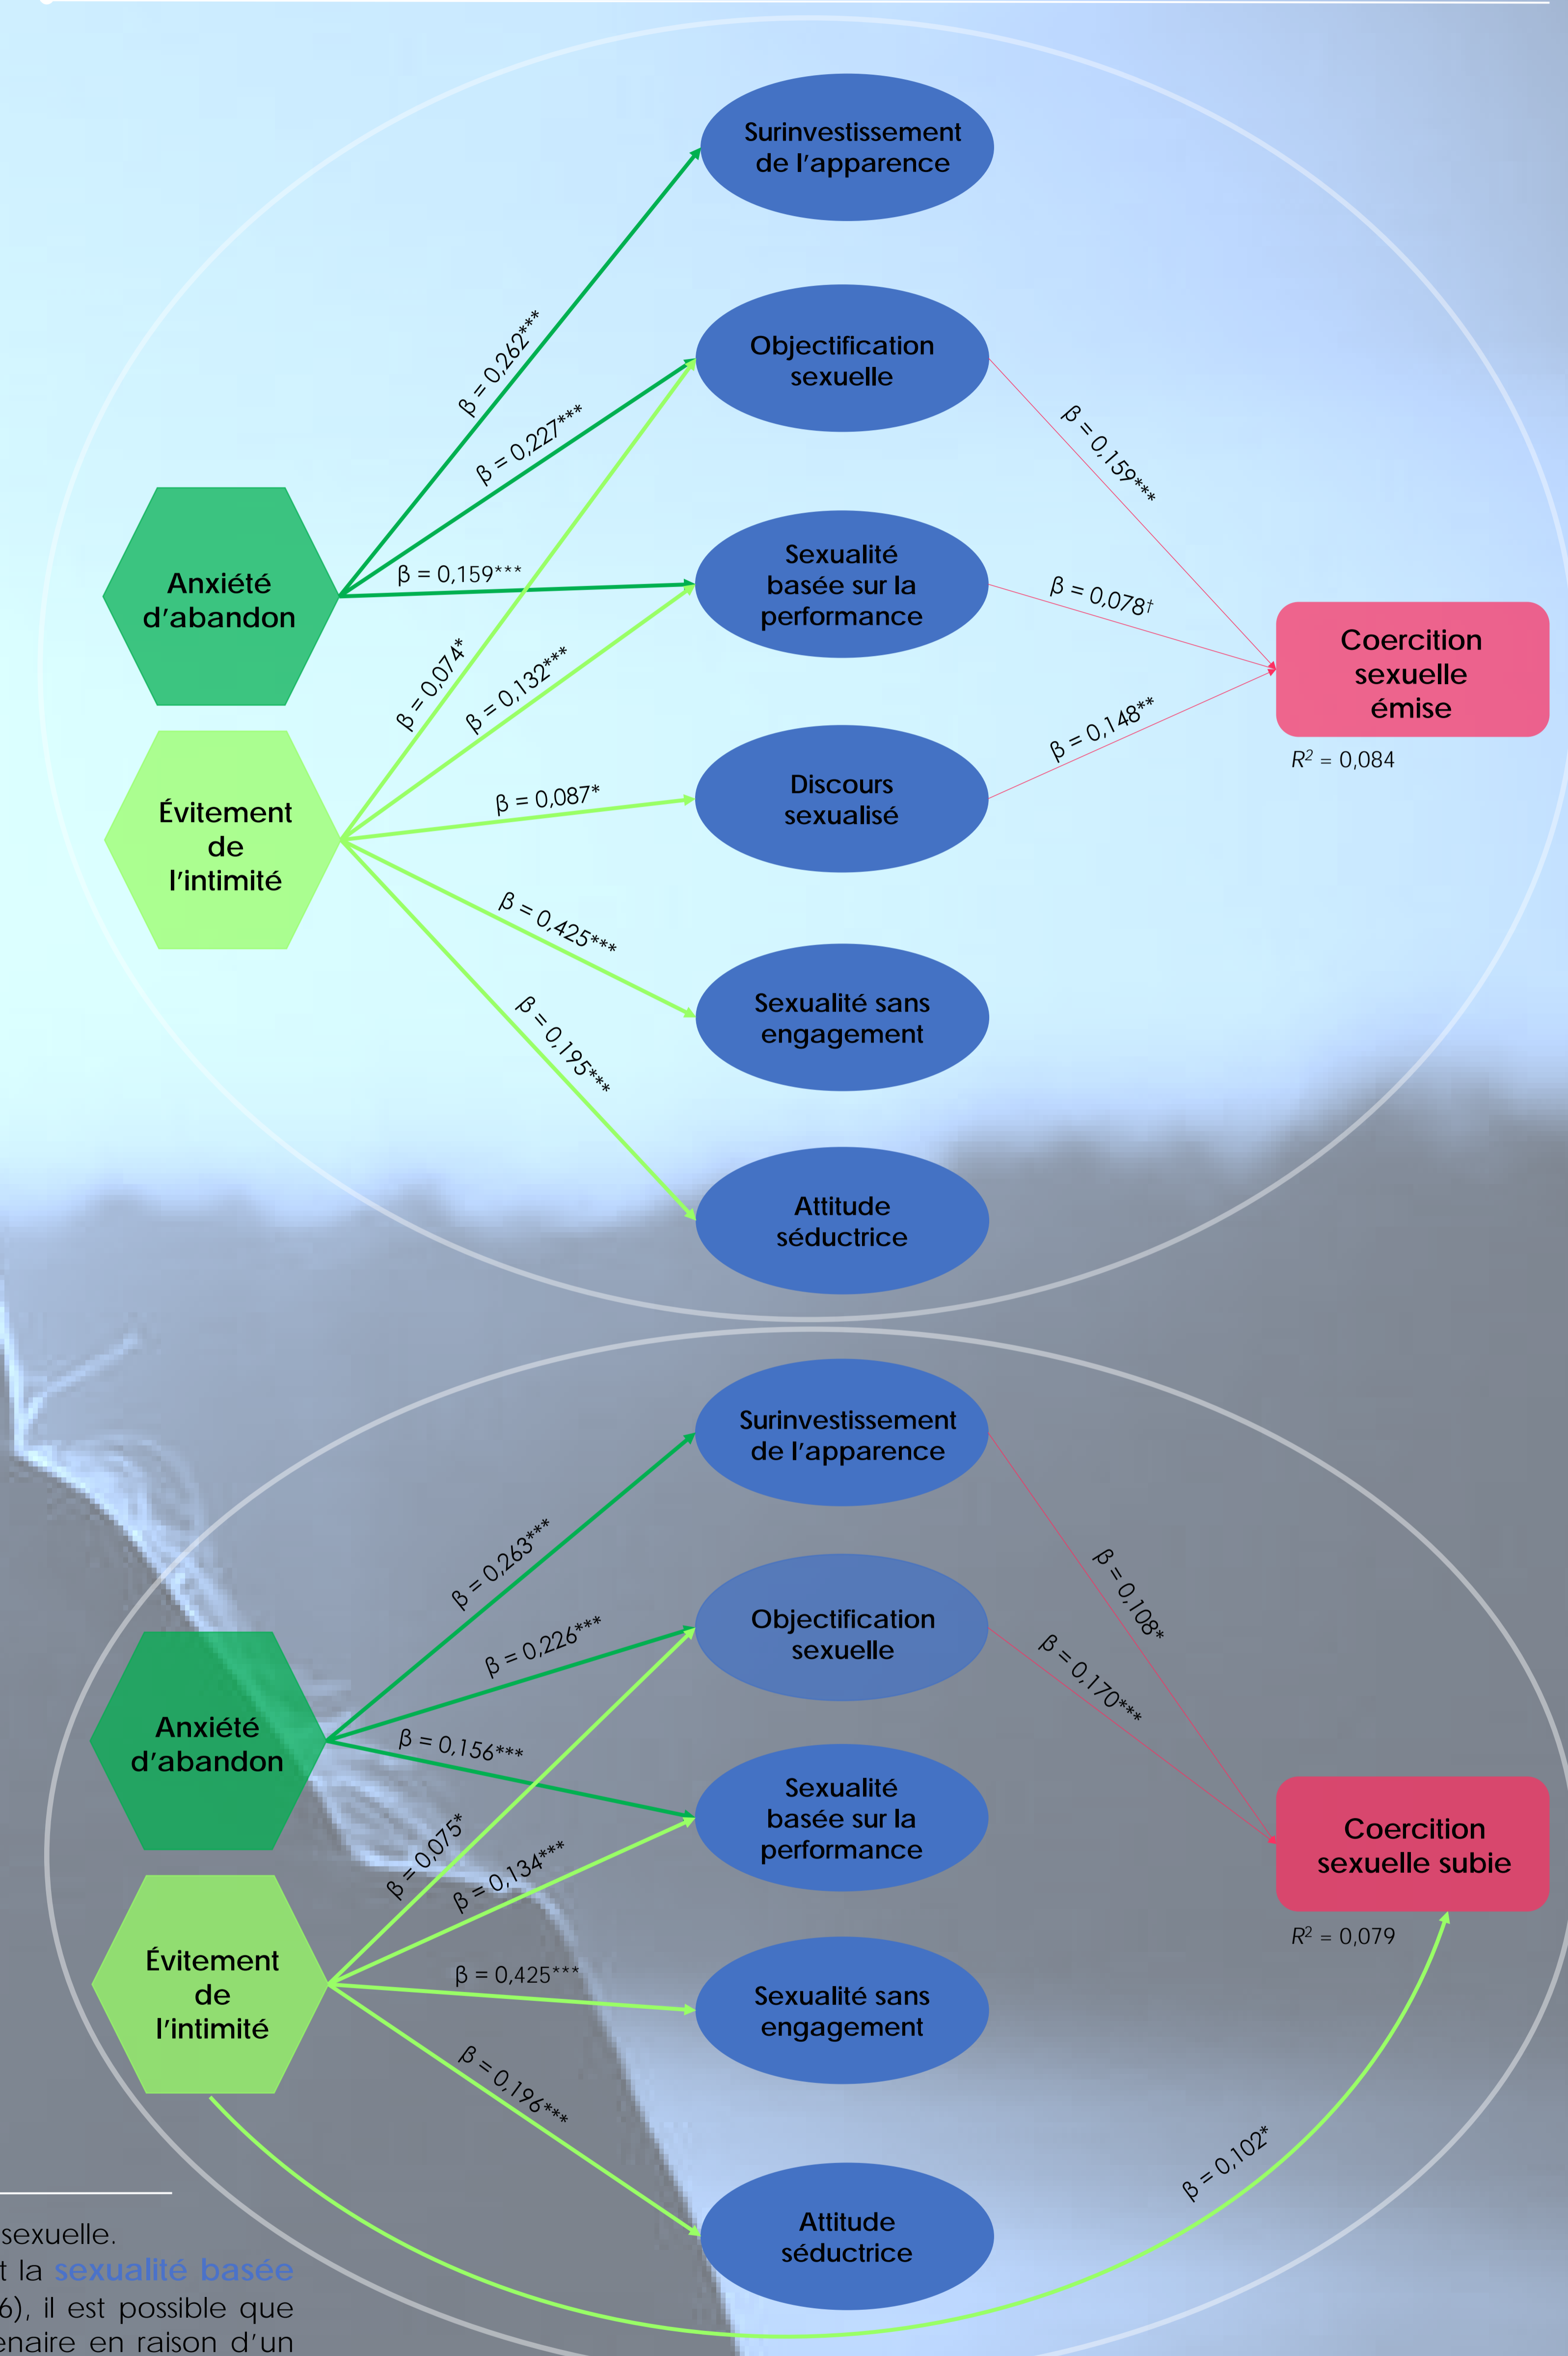 Surinvestissement
de l'apparence
β = 0,262***
Objectification
sexuelle
β = 0,227***
β = 0,159***
Sexualité
basée sur la
performance
β = 0,159***
Anxiété
d'abandon
β = 0,078†
Coercition
sexuelle
émise
R² = 0,084
β = 0,074*
β = 0,132***
β = 0,148**
Évitement
de
l'intimité
β = 0,087*
Discours
sexualisé
β = 0,425***
Sexualité sans
engagement
β = 0,195***
Attitude
séductrice
Surinvestissement
de l'apparence
β = 0,263***
β = 0,108*
Objectification
sexuelle
β = 0,226***
β = 0,170***
Anxiété
d'abandon
β = 0,156***
Sexualité
basée sur la
performance
Coercition
sexuelle subie
R² = 0,079
β = 0,075*
β = 0,134***
Évitement
de
l'intimité
β = 0,425***
Sexualité sans
engagement
β = 0,196***
β = 0,102*
Attitude
séductrice
sexuelle.
t la sexualité basée
6), il est possible que
enaire en raison d'un